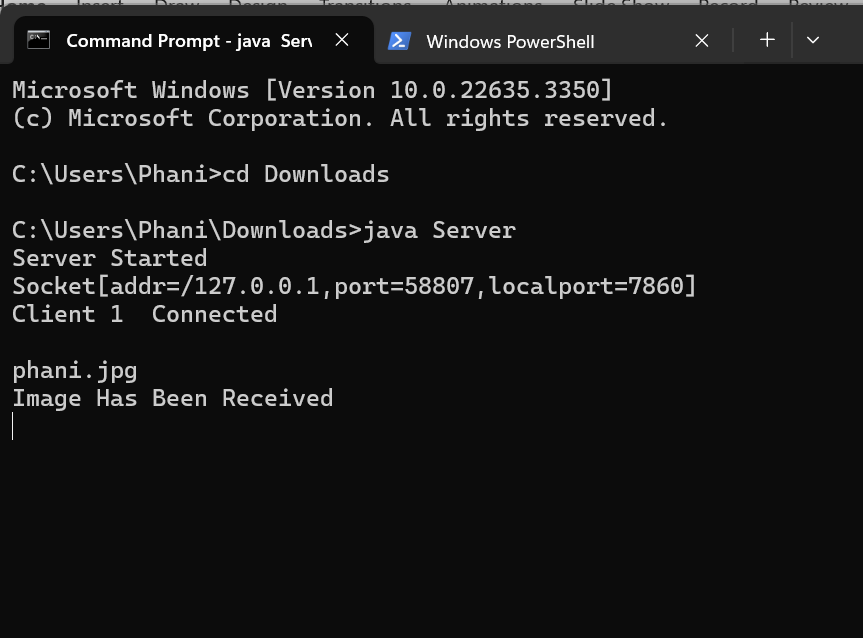 Command Prompt - java Serv
Windows PowerShell
Microsoft Windows [Version 10.0.22635.3350]
(c) Microsoft Corporation. All rights reserved.
C:\Users\Phani>cd Downloads
C:\Users\Phani\Downloads>java Server
Server Started
Socket[addr=/127.0.0.1,port=58807,localport=7860]
Client 1  Connected
phani.jpg
Image Has Been Received